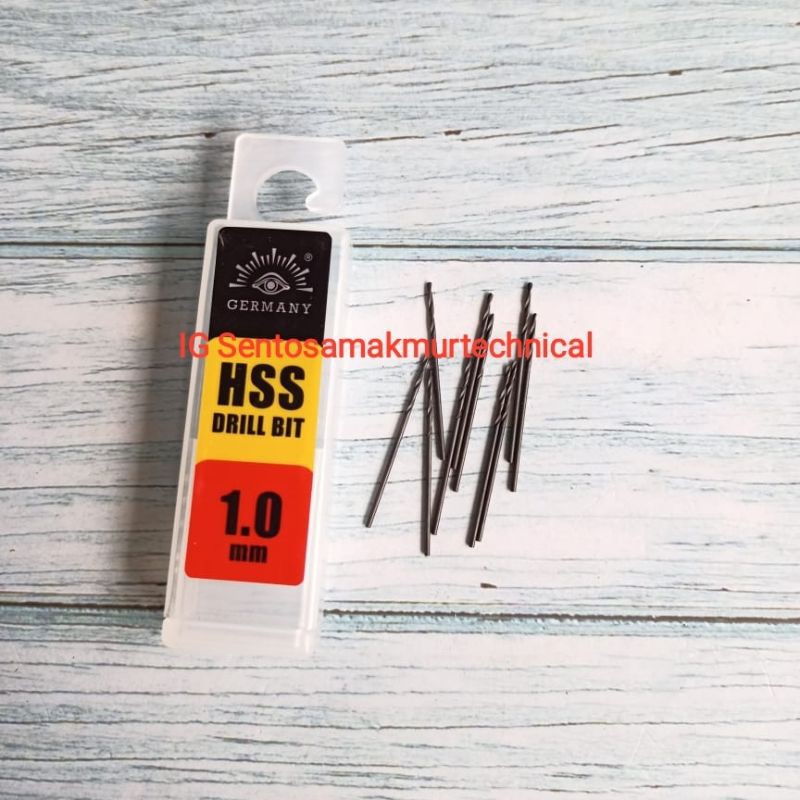 ®
GERMANY
IG Sentosamakmurtechnical
HSS
DRILL BIT
1.0
mm